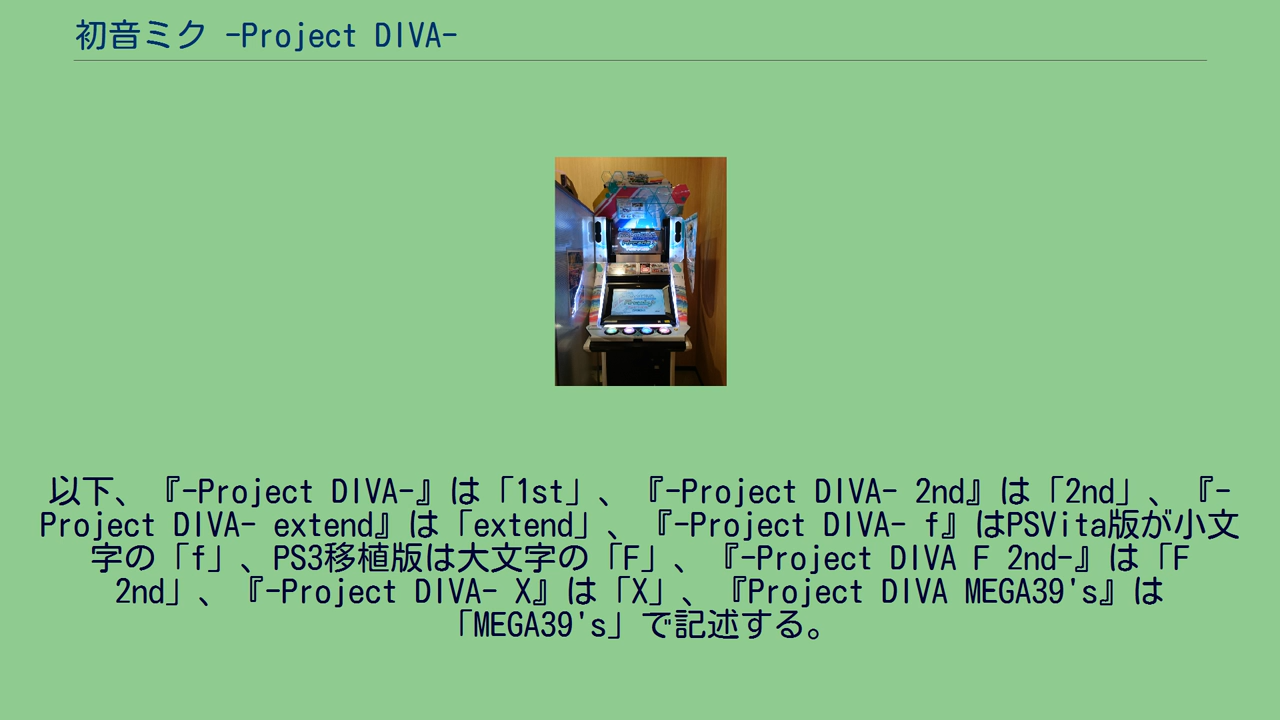 初音ミク -Project DIVA-
以下、『-Project DIVA-』は「1st」、『-Project DIVA- 2nd』は「2nd」、『-
Project DIVA- extend』は「extend」、『-Project DIVA- f』はPSVita版が小文
字の「f」、PS3移植版は大文字の「F」、『-Project DIVA F 2nd-』は「F
2nd」、『-Project DIVA- X』は「X」、『Project DIVA MEGA39's』は
「MEGA39's」で記述する。